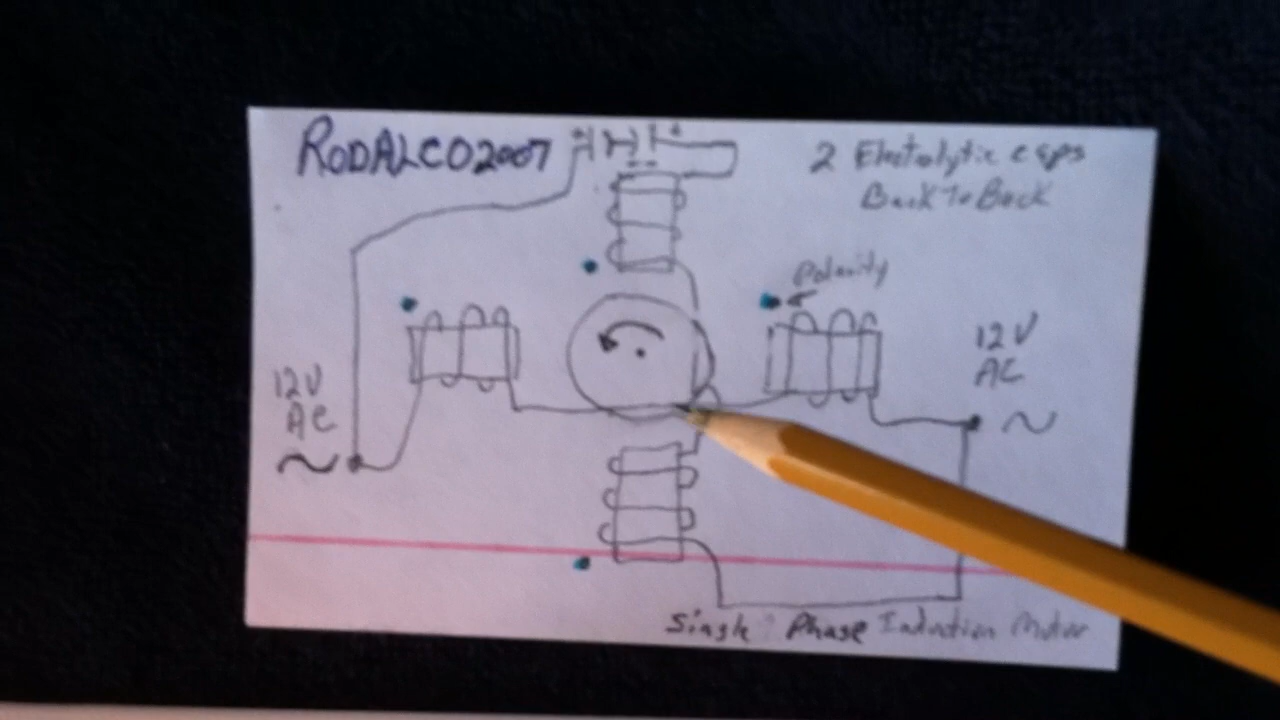 RODALCO2007
2 Electrolytic caps
Back To Back
Polarity
12V
AC
~
12V
AC
~
Single Phase Induction Motor